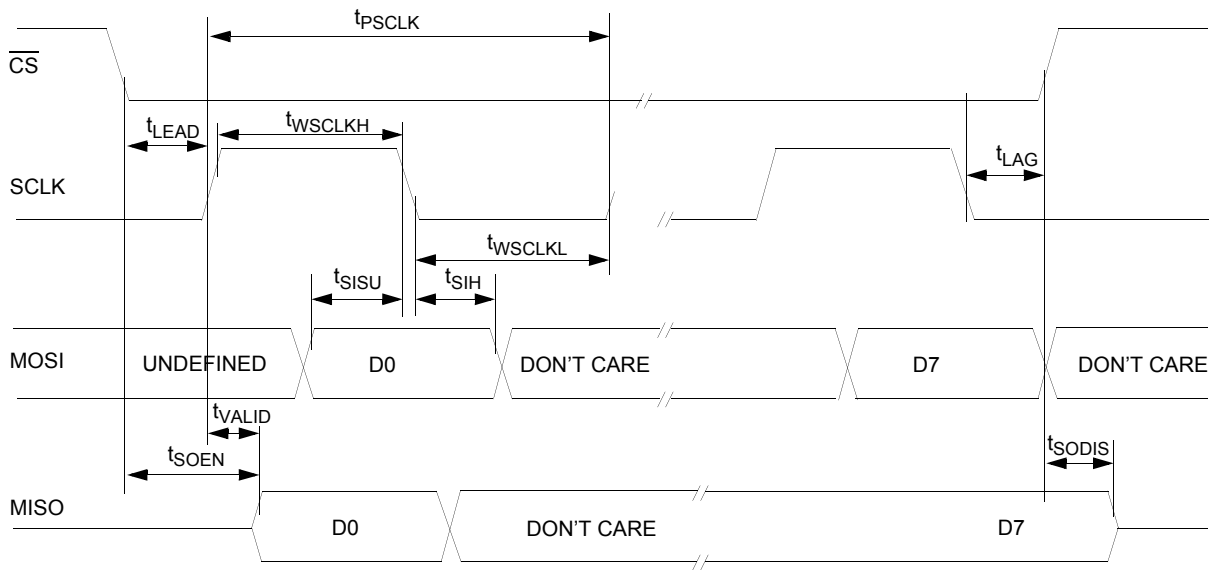 tPSCLK
CS
tLEAD
tWSCLKH
tLAG
SCLK
tWSCLKL
tSISU
tSIH
MOSI
UNDEFINED
D0
DON'T CARE
D7
DON'T CARE
tVALID
tSOEN
tSODIS
MISO
D0
DON'T CARE
D7